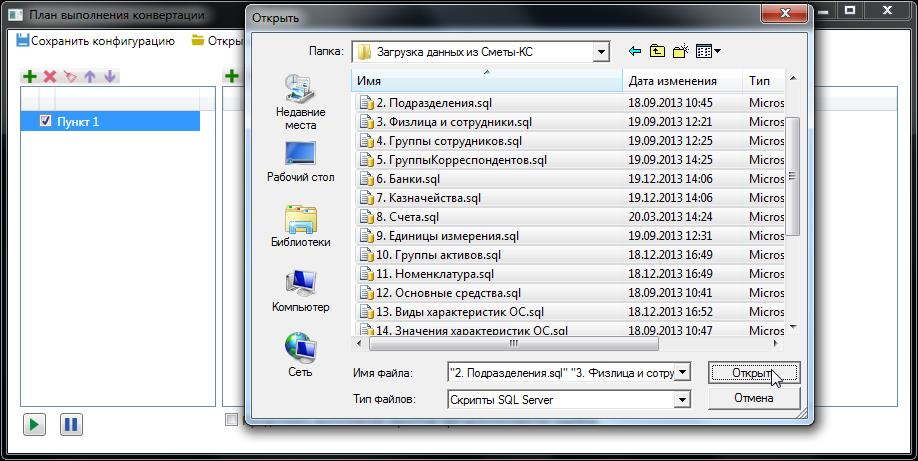 План выполнения конвертации
Сохранить конфигурацию
Откры
Пункт 1
Открыть
Папка: Загрузка данных из Сметы-КС
Недавние места
Рабочий стол
Библиотеки
Компьютер
Сеть
Имя Дата изменения Тип
2. Подразделения.sql 18.09.2013 10:45 Micros
3. Физлица и сотрудники.sql 19.09.2013 12:21 Micros
4. Группы сотрудников.sql 19.09.2013 12:25 Micros
5. ГруппыКорреспондентов.sql 19.09.2013 14:25 Micros
6. Банки.sql 19.12.2013 14:06 Micros
7. Казначейства.sql 19.12.2013 14:06 Micros
8. Счета.sql 20.03.2013 14:24 Micros
9. Единицы измерения.sql 19.09.2013 12:31 Micros
10. Группы активов.sql 18.12.2013 16:49 Micros
11. Номенклатура.sql 18.12.2013 16:49 Micros
12. Основные средства.sql 18.09.2013 10:41 Micros
13. Виды характеристик ОС.sql 18.12.2013 16:52 Micros
14. Значения характеристик ОС.sql 18.09.2013 10:47 Micros
Имя файла: "2. Подразделения.sql" "3. Физлица и сотру
Открыт
Тип файлов: Скрипты SQL Server
Отмена